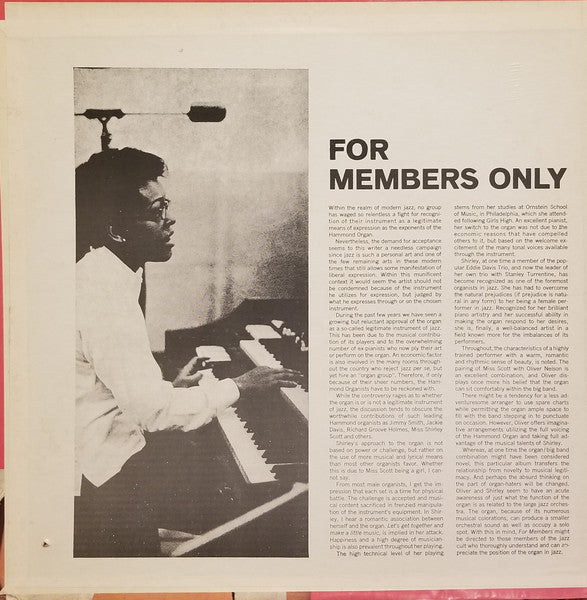 FOR
MEMBERS ONLY
Within the realm of modern jazz, no group
has waged so relentless a fight for recogni-
tion of their instrument as a legitimate
means of expression as the exponents of the
Hammond Organ.
Nevertheless, the demand for acceptance
seems to this writer a needless campaign
since jazz is such a personal art and one of
the few remaining arts in these modern
times that still allows some manifestation of
liberal expression. Within this magnificent
context it would seem the artist should not
be condemned because of the instrument
he utilizes for expression, but judged by
what he expresses through or on the chosen
instrument.
During the past few years we have seen a
growing but reluctant approval of the organ
as a so-called legitimate instrument of jazz.
This has been due to the musical contribu-
tion of its players and to the overwhelming
number of ex pianists who now ply their art
or perform on the organ. An economic factor
is also involved in the many rooms through-
out the country who reject jazz per se, but
yet hire an "organ group". Therefore, if only
because of their sheer numbers, the Ham-
mond Organists have to be reckoned with.
While the controversy rages as to whether
the organ is or is not a legitimate instrument
of jazz, the discussion tends to obscure the
worthwhile contributions of such leading
Hammond organists as Jimmy Smith, Jackie
Davis, Richard Groove Holmes, Miss Shirley
Scott and others.
Shirley's approach to the organ is not
based on power or challenge, but rather on
the use of more musical and lyrical means
than most other organists favor. Whether
this is due to Miss Scott being a girl, I can-
not say.
From most male organists, I get the im-
pression that each set is a time for physical
battle. The challenge is accepted and musi-
cal content sacrificed in frenzied manipula-
tion of the instrument's equipment. In Shir-
ley, I hear a romantic association between
herself and the organ. Let's get together and
make a little music, is implied in her attack.
Happiness and a high degree of musician-
ship is also prevalent throughout her playing.
The high technical level of her playing
stems from her studies at Ornstein School
of Music, in Philadelphia, which she attend-
ed following Girls High. An excellent pianist,
her switch to the organ was not due to the
economic reasons that have compelled
others to it, but based on the welcome ex-
citement of the many tonal voices available
through the instrument.
Shirley, at one time a member of the pop-
ular Eddie Davis Trio, and now the leader of
her own trio with Stanley Turrentine, has
become recognized as one of the foremost
organists in jazz. She has had to overcome
the natural prejudices (if prejudice is natu-
ral in any form) to her being a female per-
former in jazz. Recognized for her brilliant
piano artistry and her successful ability in
making the organ respond to her desires,
she is, finally, a well-balanced artist in a
field known more for the imbalances of its
performers.
Throughout, the characteristics of a highly
trained performer with a warm, romantic
and rhythmic sense of beauty, is noted. The
pairing of Miss Scott with Oliver Nelson is
an excellent combination, and Oliver dis-
plays once more his belief that the organ
can sit comfortably within the big band.
There might be a tendency for a less ad-
venturesome arranger to use spare charts
while permitting the organ ample space to
fill with the band stepping in to punctuate
on occasion. However, Oliver offers imagina-
tive arrangements utilizing the full voicing
of the Hammond Organ and taking full ad-
vantage of the musical talents of Shirley.
Whereas, at one time the organ/big band
combination might have been considered
novel, this particular album transfers the
relationship from novelty to musical legiti-
macy. And perhaps the absurd thinking on
the part of organ-haters will be changed.
Oliver and Shirley seem to have an acute
awareness of just what the function of the
organ is as related to the large jazz orches-
tra. The organ, because of its numerous
musical colorations, can produce a smaller
orchestral sound as well as occupy a solo
spot. With this in mind, For Members might
be directed to those members of the jazz
cult who thoroughly understand and can ap-
preciate the position of the organ in jazz.